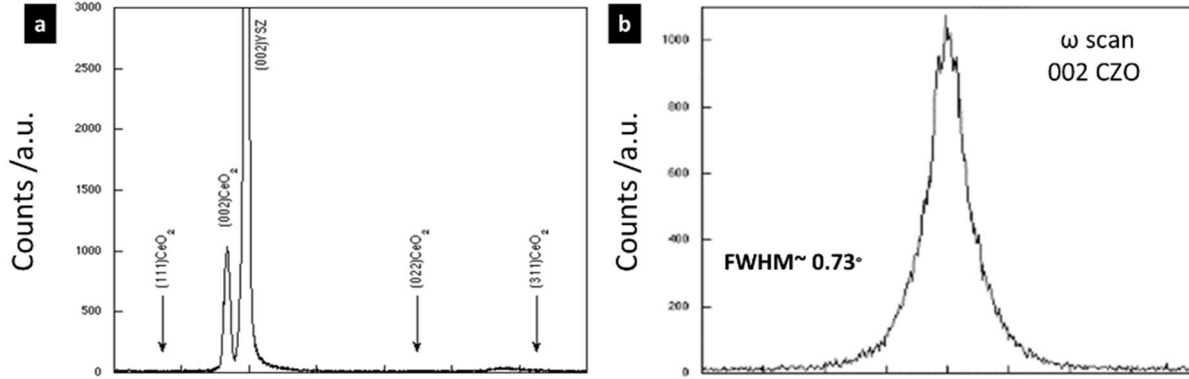 a
3000
2500
2000
1500
1000
500
0
Counts /a.u.
(111)CeO2
(002)CeO2
(002)YSZ
(022)CeO2
(311)CeO2
b
1000
800
600
400
200
0
Counts /a.u.
ω scan
002 CZO
FWHM~ 0.73°